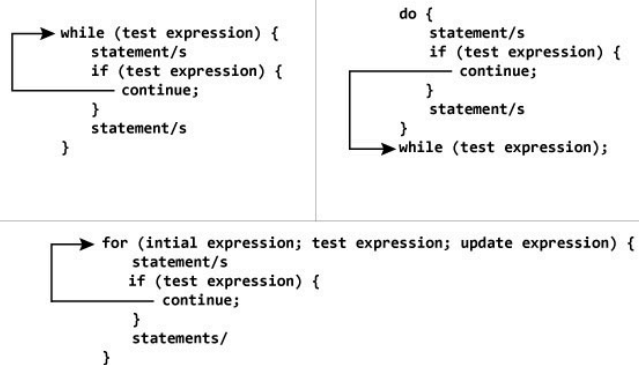 while (test expression) {
statement/s
if (test expression) {
continue;
}
statement/s
}
do {
statement/s
if (test expression) {
continue;
}
statement/s
}
while (test expression);
for (intial expression; test expression; update expression) {
statement/s
if (test expression) {
continue;
}
statements/
}